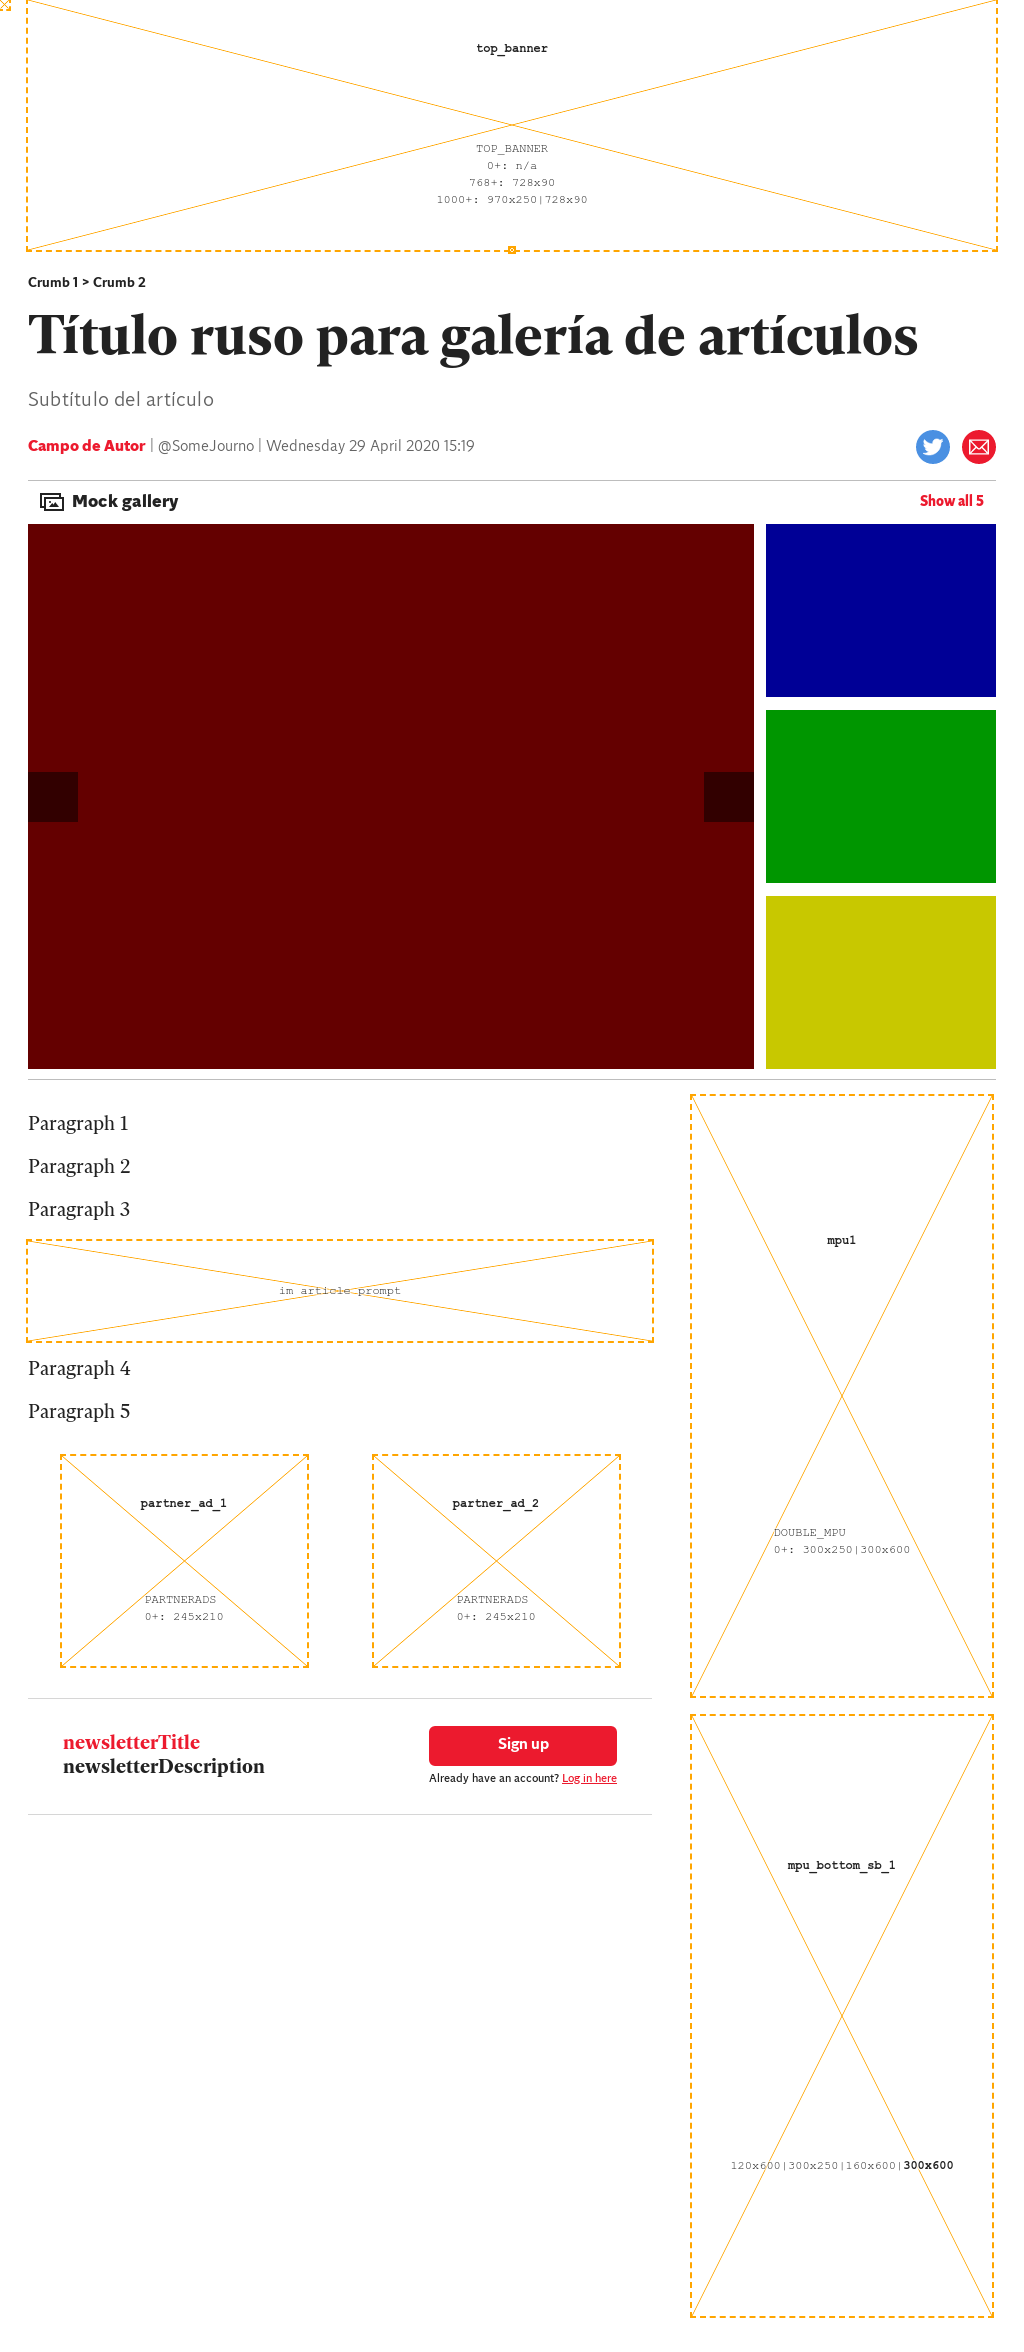 top_banner
TOP_BANNER
0+: n/a
768+: 728x90
1000+: 970x250|728x90
Crumb 1 > Crumb 2
Título ruso para galería de artículos
Subtítulo del artículo
Campo de Autor | @SomeJourno | Wednesday 29 April 2020 15:19
Mock gallery
Show all 5
Paragraph 1
Paragraph 2
Paragraph 3
im article prompt
Paragraph 4
Paragraph 5
partner_ad_1
PARTNERADS
0+: 245x210
partner_ad_2
PARTNERADS
0+: 245x210
newsletterTitle
newsletterDescription
Sign up
Already have an account? Log in here
mpu1
DOUBLE_MPU
0+: 300x250|300x600
mpu_bottom_sb_1
120x600|300x250|160x600|300x600